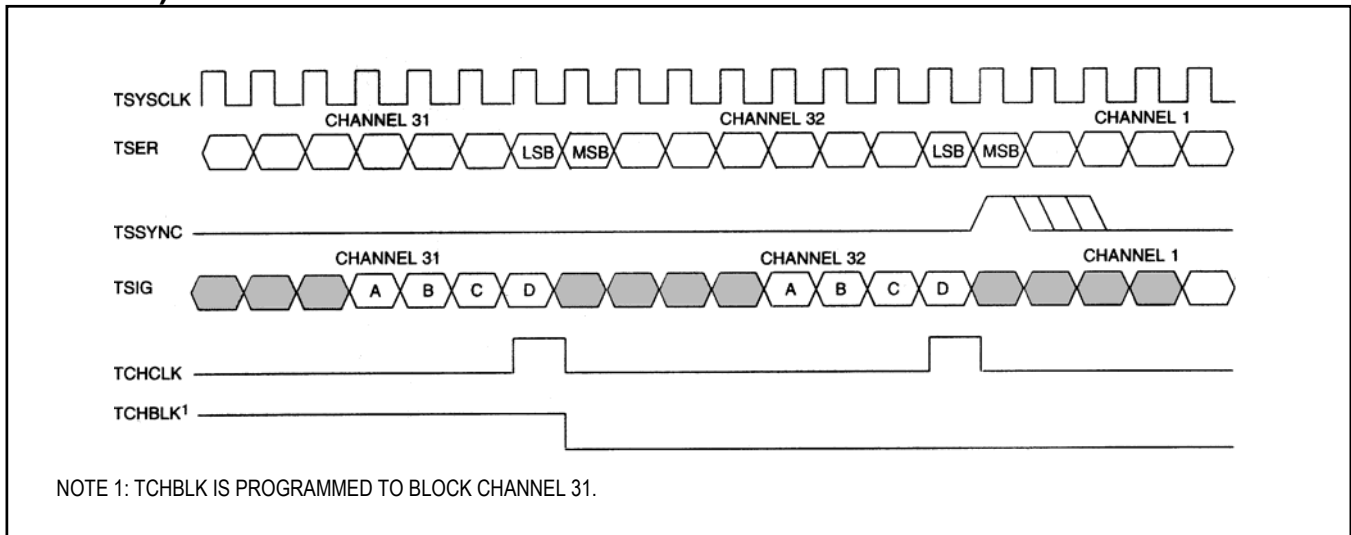 )
TSYSCLK
CHANNEL 31 CHANNEL 32 CHANNEL 1
TSER LSB MSB LSB MSB
TSSYNC
CHANNEL 31 CHANNEL 32 CHANNEL 1
TSIG A B C D A B C D
TCHCLK
TCHBLK1
NOTE 1: TCHBLK IS PROGRAMMED TO BLOCK CHANNEL 31.